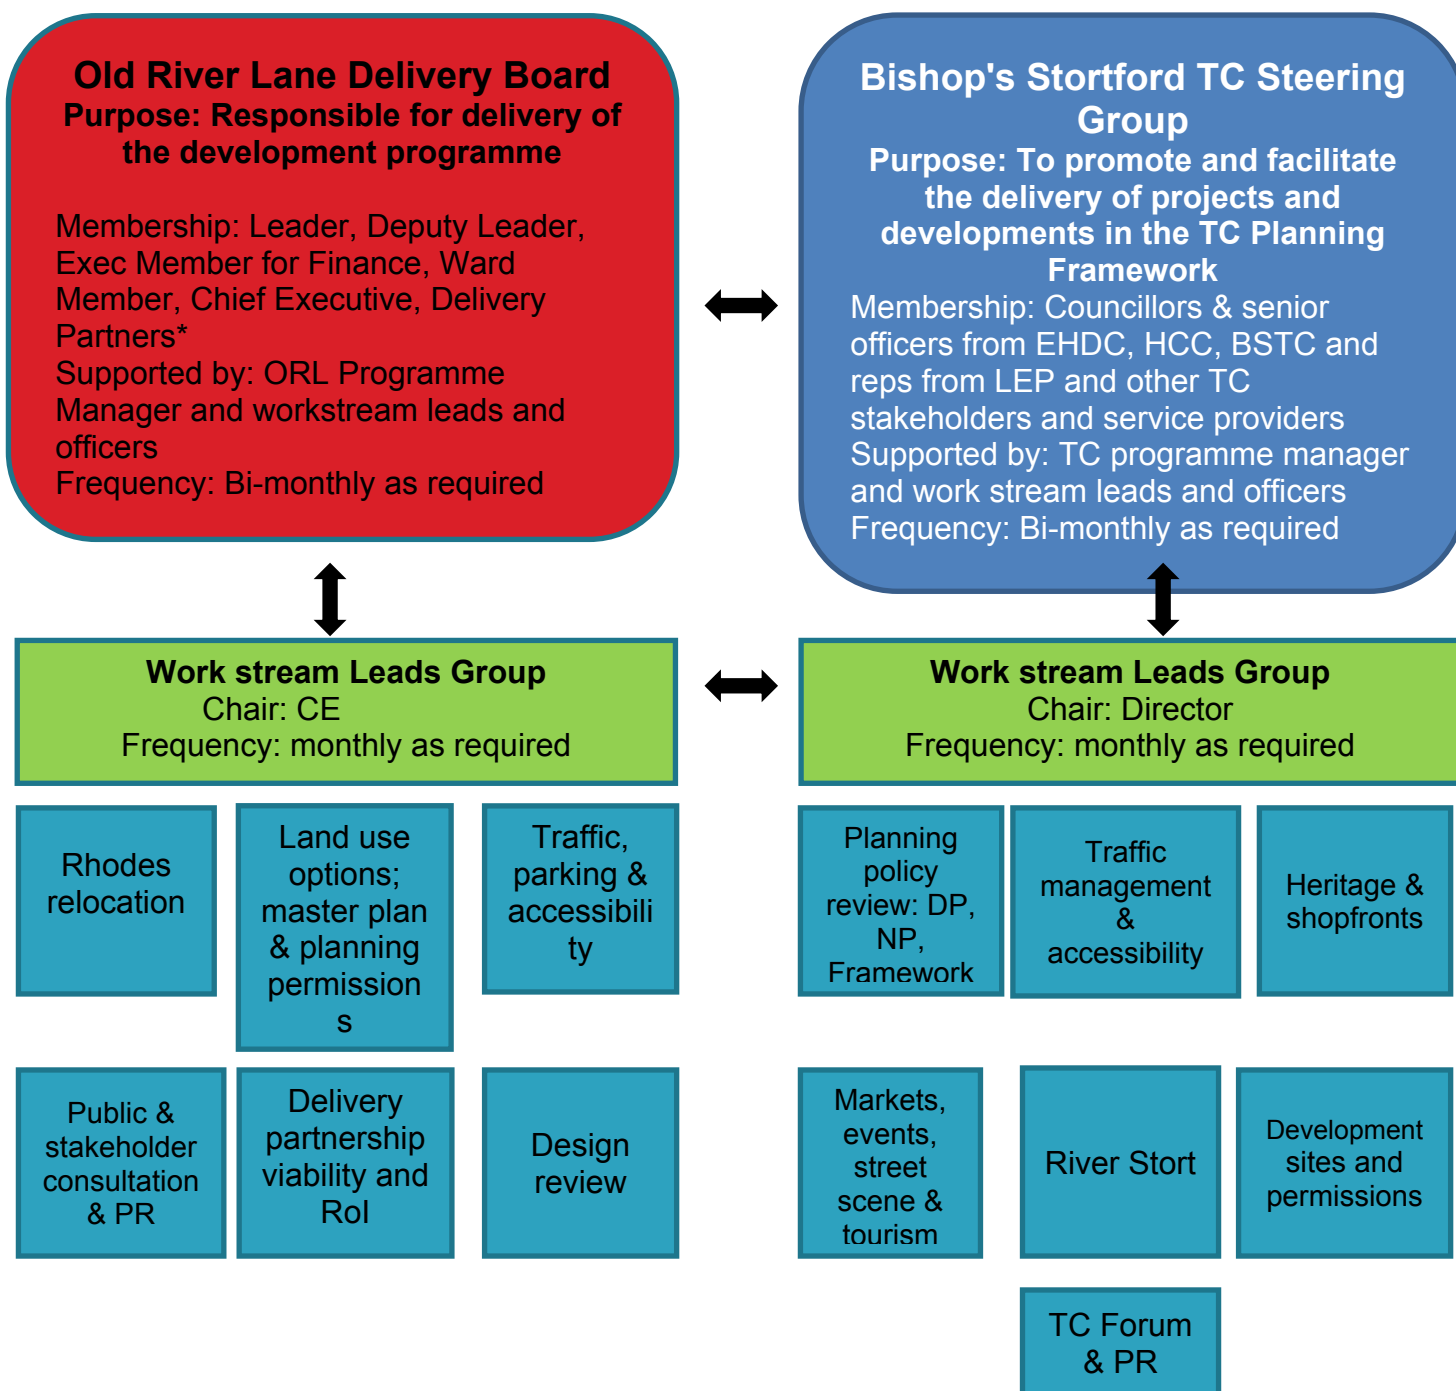 Old River Lane Delivery Board
Purpose: Responsible for delivery of
the development programme
Membership: Leader, Deputy Leader,
Exec Member for Finance, Ward
Member, Chief Executive, Delivery
Partners*
Supported by: ORL Programme
Manager and workstream leads and
officers
Frequency: Bi-monthly as required
Bishop's Stortford TC Steering
Group
Purpose: To promote and facilitate
the delivery of projects and
developments in the TC Planning
Framework
Membership: Councillors & senior
officers from EHDC, HCC, BSTC and
reps from LEP and other TC
stakeholders and service providers
Supported by: TC programme manager
and work stream leads and officers
Frequency: Bi-monthly as required
Work stream Leads Group
Chair: CE
Frequency: monthly as required
Work stream Leads Group
Chair: Director
Frequency: monthly as required
Rhodes
relocation
Land use
options;
master plan
& planning
permission
s
Traffic,
parking &
accessibili
ty
Planning
policy
review: DP,
NP,
Framework
Traffic
management
&
accessibility
Heritage &
shopfronts
Public &
stakeholder
consultation
& PR
Delivery
partnership
viability and
RoI
Design
review
Markets,
events,
street
scene &
tourism
River Stort
Development
sites and
permissions
TC Forum
& PR